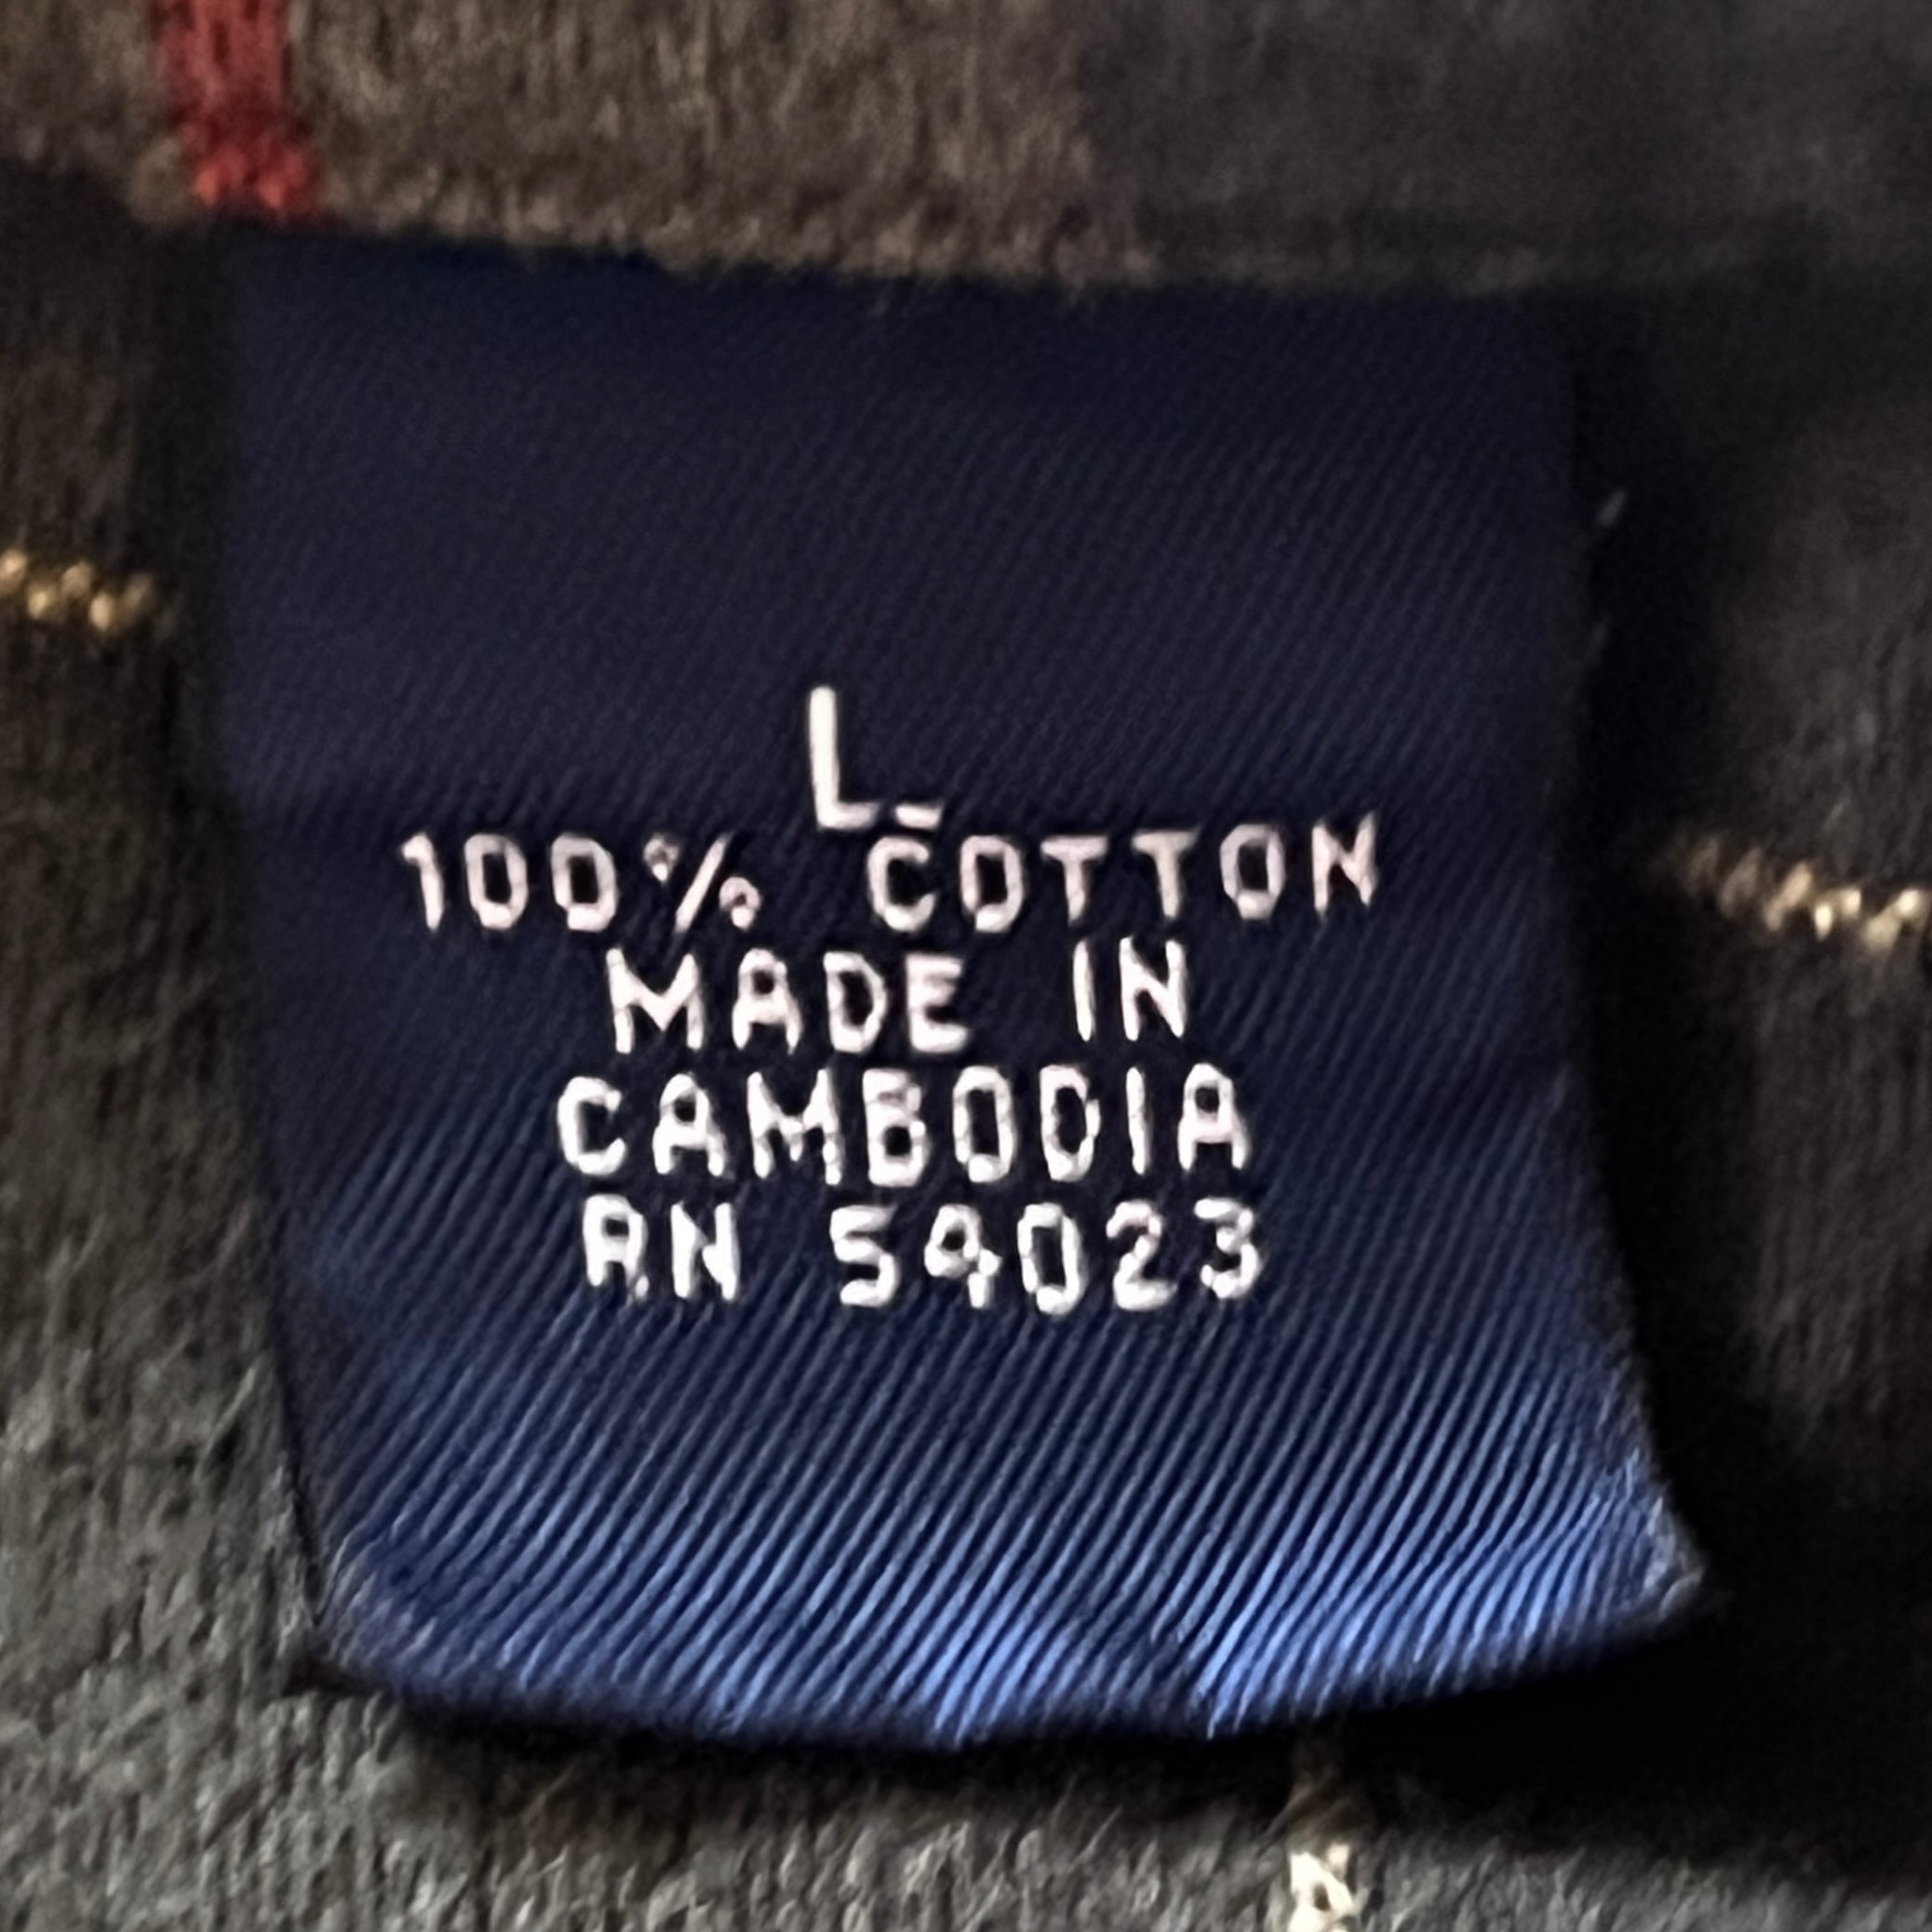 L
100% COTTON
MADE IN
CAMBODIA
RN 54023